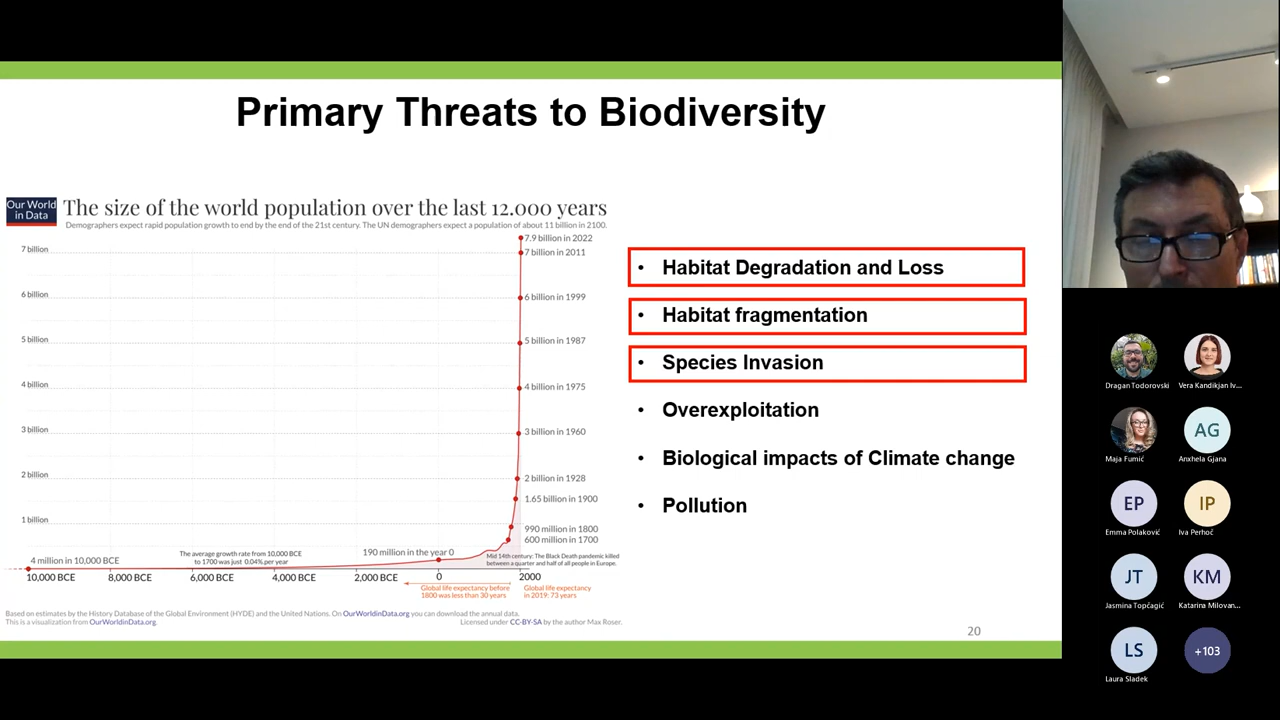 Primary Threats to Biodiversity
Our World
in Data
The size of the world population over the last 12.000 years
Demographers expect rapid population growth to end by the end of the 21st century. The UN demographers expect a population of about 11 billion in 2100.
7.9 billion in 2022
7 billion
7 billion in 2011
6 billion
6 billion in 1999
5 billion
5 billion in 1987
4 billion
4 billion in 1975
3 billion
3 billion in 1960
2 billion
2 billion in 1928
1.65 billion in 1900
1 billion
990 million in 1800
600 million in 1700
4 million in 10,000 BCE
The average growth rate from 10,000 BCE
to 1700 was just 0.04% per year
190 million in the year 0
Mid 14th century: The Black Death pandemic killed
between a quarter and half of all people in Europe.
10,000 BCE
8,000 BCE
6,000 BCE
4,000 BCE
2,000 BCE
0
2000
Global life expectancy before
1800 was less than 30 years
Global life expectancy
in 2019: 73 years
Based on estimates by the History Database of the Global Environment (HYDE) and the United Nations. On OurWorldinData.org you can download the annual data.
This is a visualization from OurWorldinData.org.
Licensed under CC-BY-SA by the author Max Roser.
• Habitat Degradation and Loss
• Habitat fragmentation
• Species Invasion
• Overexploitation
• Biological impacts of Climate change
• Pollution
20
Dragan Todorovski
Vera Kandikjan Iv...
Maja Fumić
AG
Anxhela Gjana
EP
Emma Polaković
IP
Iva Perhoč
JT
Jasmina Topčagić
KM
Katarina Milovan...
LS
Laura Sladek
+103